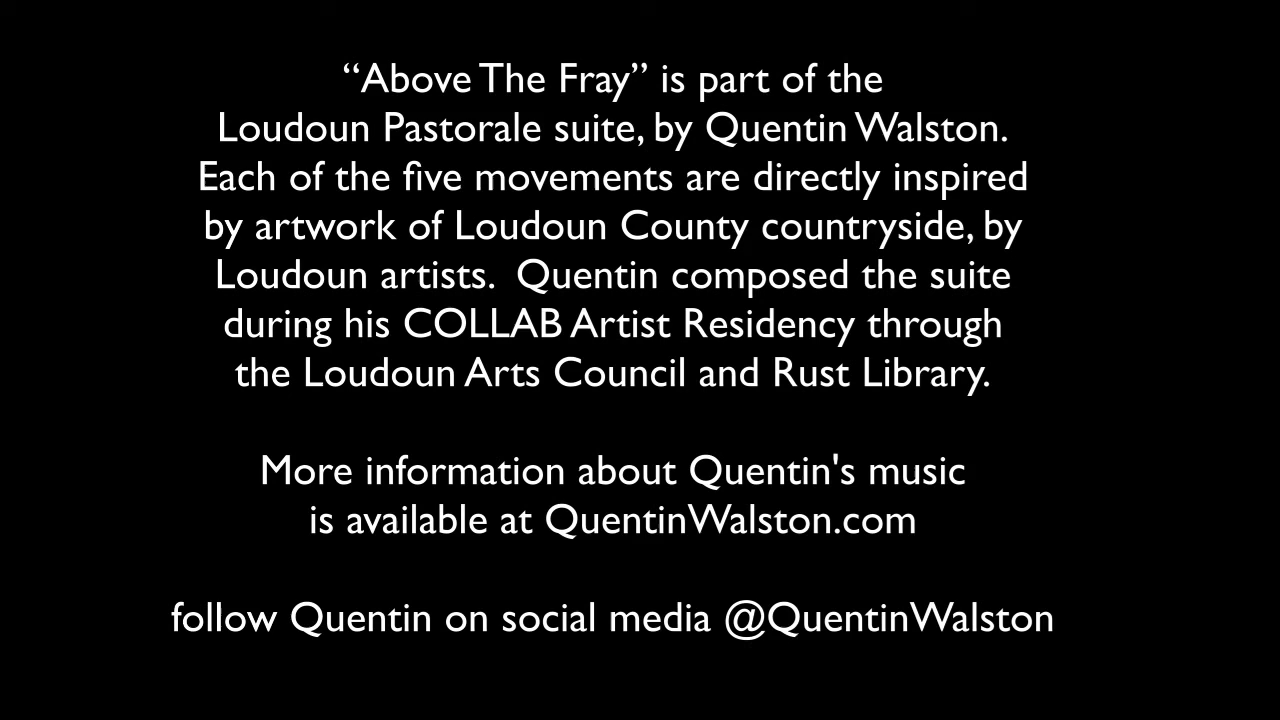 “Above The Fray” is part of the
Loudoun Pastorale suite, by Quentin Walston.
Each of the five movements are directly inspired
by artwork of Loudoun County countryside, by
Loudoun artists.  Quentin composed the suite
during his COLLAB Artist Residency through
the Loudoun Arts Council and Rust Library.
More information about Quentin's music
is available at QuentinWalston.com
follow Quentin on social media @QuentinWalston